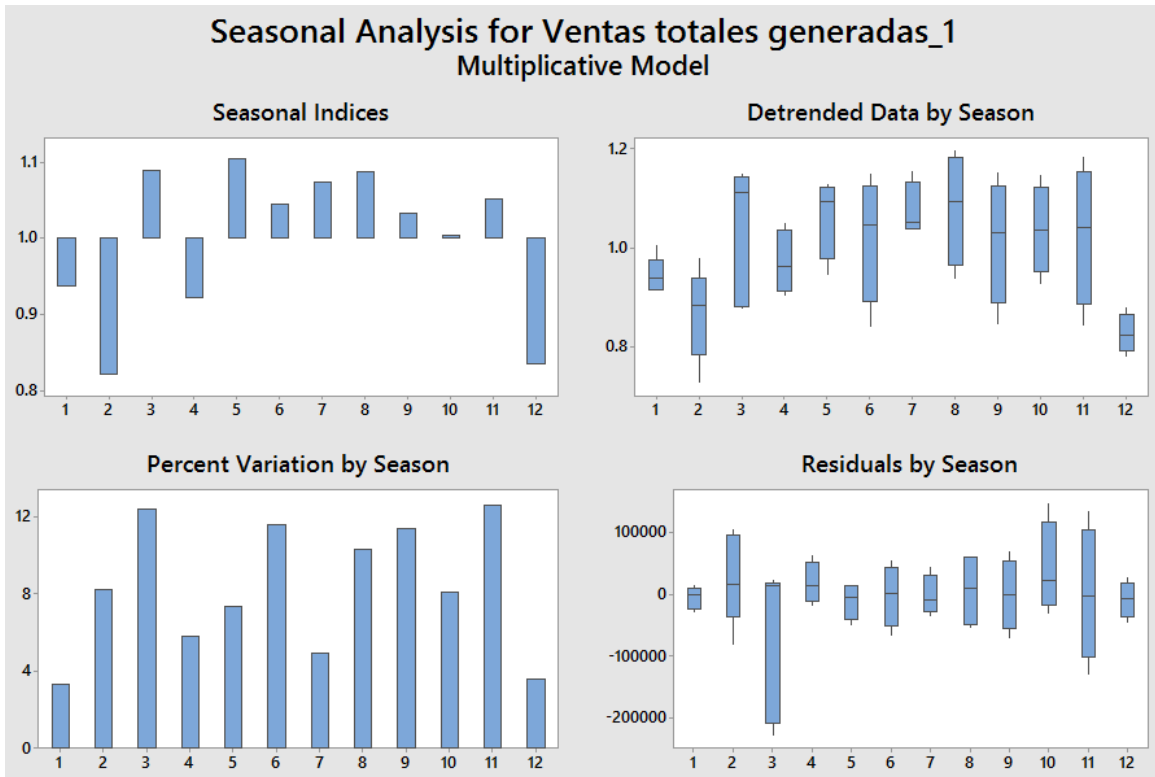 Seasonal Analysis for Ventas totales generadas_1
Multiplicative Model
Seasonal Indices
1.1
1.0
0.9
0.8
1 2 3 4 5 6 7 8 9 10 11 12
Detrended Data by Season
1.2
1.0
0.8
1 2 3 4 5 6 7 8 9 10 11 12
Percent Variation by Season
12
8
4
0
1 2 3 4 5 6 7 8 9 10 11 12
Residuals by Season
100000
0
-100000
-200000
1 2 3 4 5 6 7 8 9 10 11 12